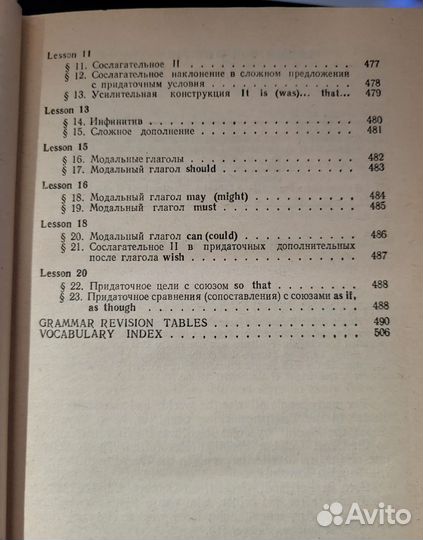 Lesson 11
§ 11. Сослагательное II . . . . . . . . . . . . . . . 477
§ 12. Сослагательное наклонение в сложном предложении
с придаточным условия . . . . . . . . . . . . 478
§ 13. Усилительная конструкция It is (was)... that... 479
Lesson 13
§ 14. Инфинитив . . . . . . . . . . . . . . . . . . 480
§ 15. Сложное дополнение . . . . . . . . . . . . . . 481
Lesson 15
§ 16. Модальные глаголы . . . . . . . . . . . . . . 482
§ 17. Модальный глагол should . . . . . . . . . . . 483
Lesson 16
§ 18. Модальный глагол may (might) . . . . . . . . . 484
§ 19. Модальный глагол must . . . . . . . . . . . . 485
Lesson 18
§ 20. Модальный глагол can (could) . . . . . . . . . 486
§ 21. Сослагательное II в придаточных дополнительных
после глагола wish . . . . . . . . . . . . . . 487
Lesson 20
§ 22. Придаточное цели с союзом so that . . . . . . 488
§ 23. Придаточное сравнения (сопоставления) с союзами as if,
as though . . . . . . . . . . . . . . . . . . 488
GRAMMAR REVISION TABLES . . . . . . . . . . . . . 490
VOCABULARY INDEX . . . . . . . . . . . . . . . . . 506
Avito